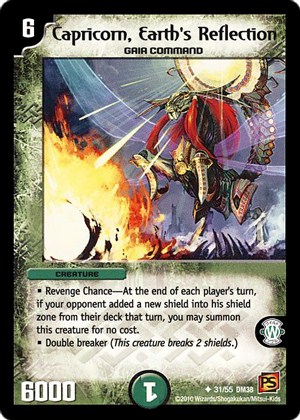 6
Capricorn, Earth's Reflection
GAIA COMMAND
CREATURE
▪ Revenge Chance—At the end of each player's turn,
if your opponent added a new shield into his shield
zone from their deck that turn, you may summon
this creature for no cost.
▪ Double breaker (This creature breaks 2 shields.)
W
6000
1
✦ 31/55 DM38
©2010 Wizards/Shogakukan/Mitsui-Kids
PS